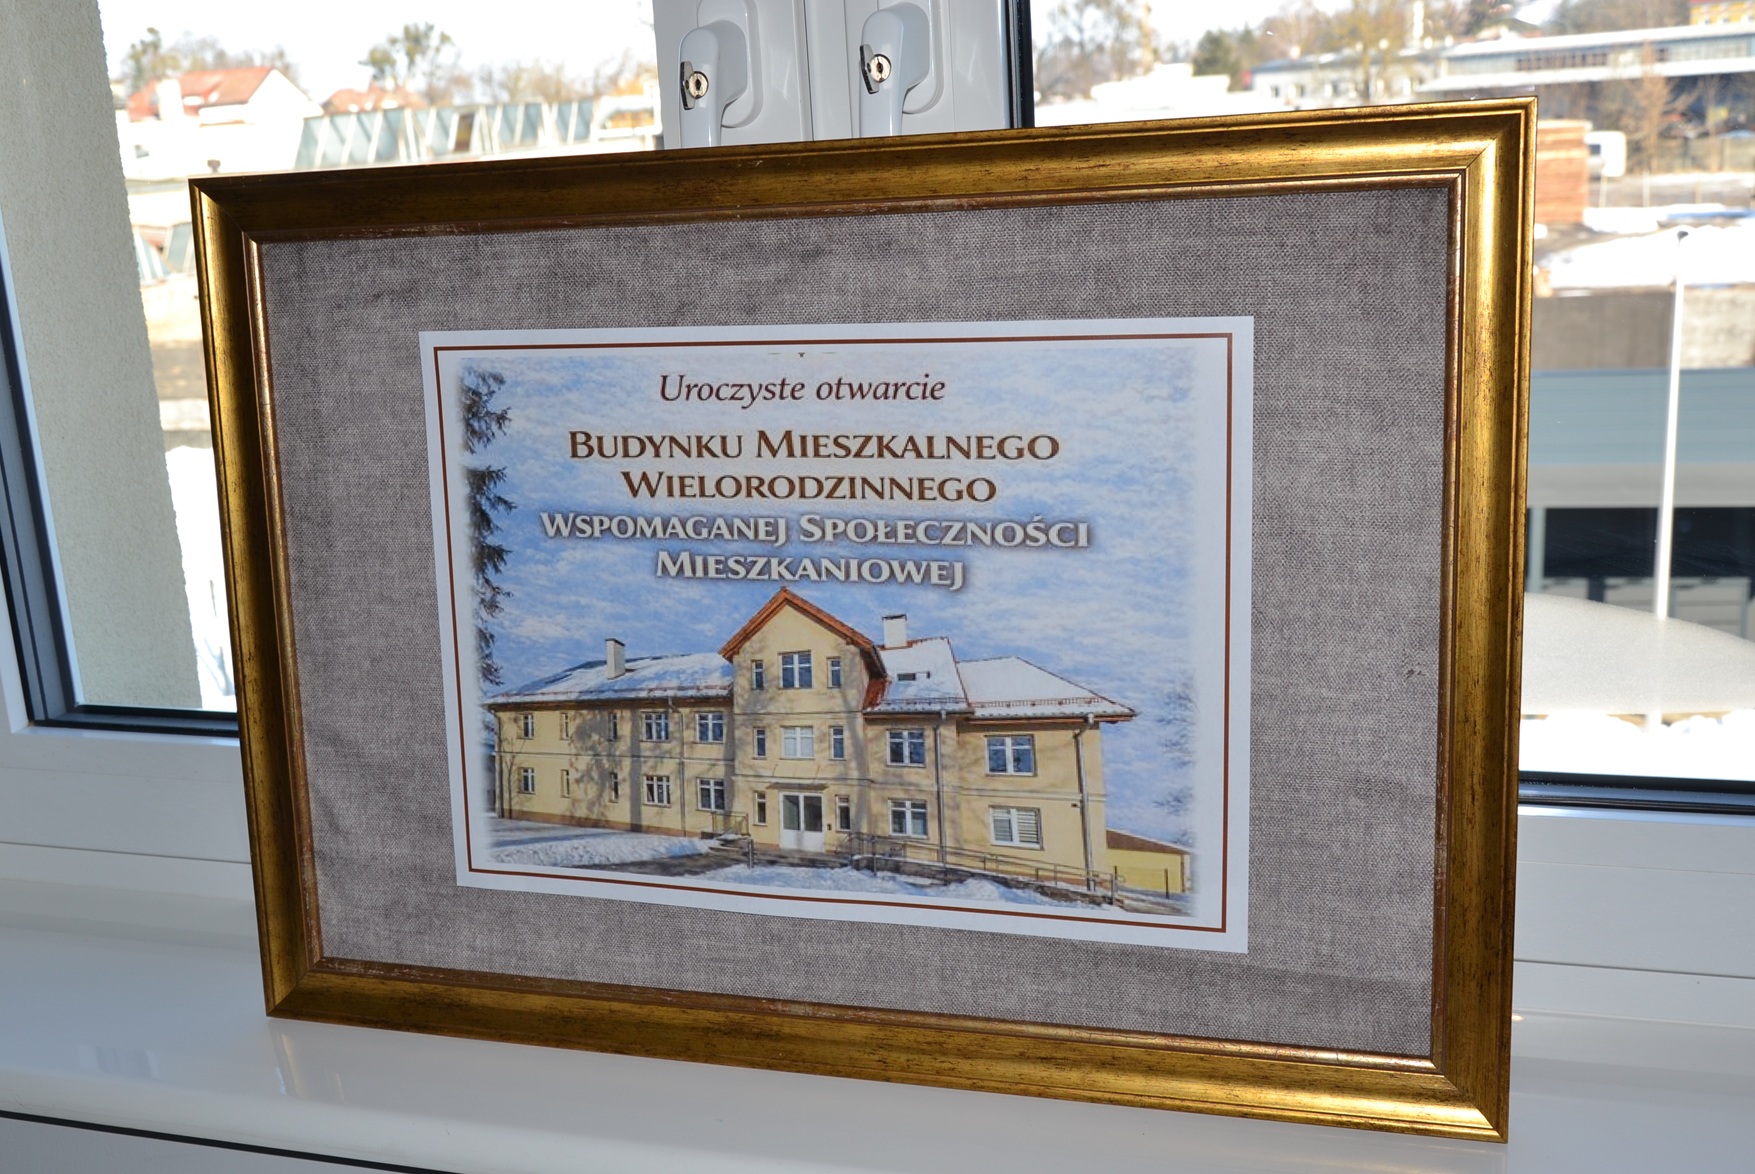 Uroczyste otwarcie
Budynku Mieszkalnego
Wielorodzinnego
wspomaganej Społeczności
Mieszkaniowej